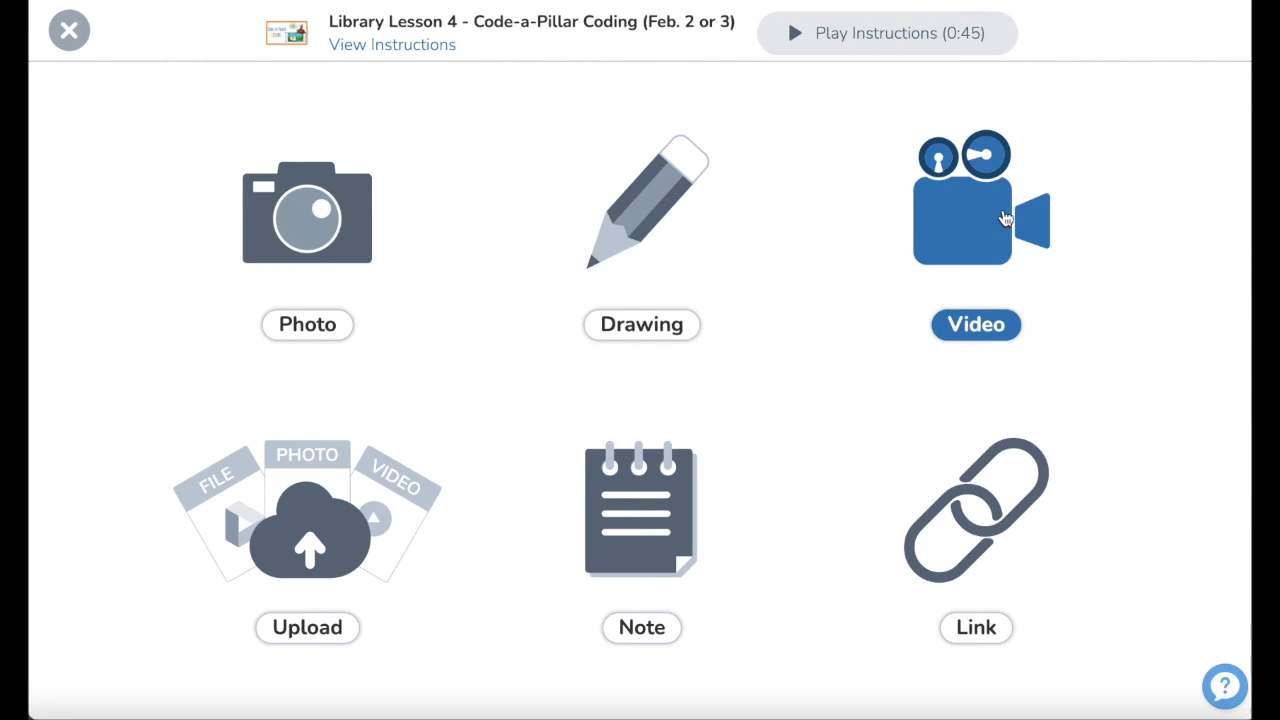 Library Lesson 4 - Code-a-Pillar Coding (Feb. 2 or 3)
View Instructions
Play Instructions (0:45)
Photo
Drawing
Video
FILE
PHOTO
VIDEO
Upload
Note
Link
?